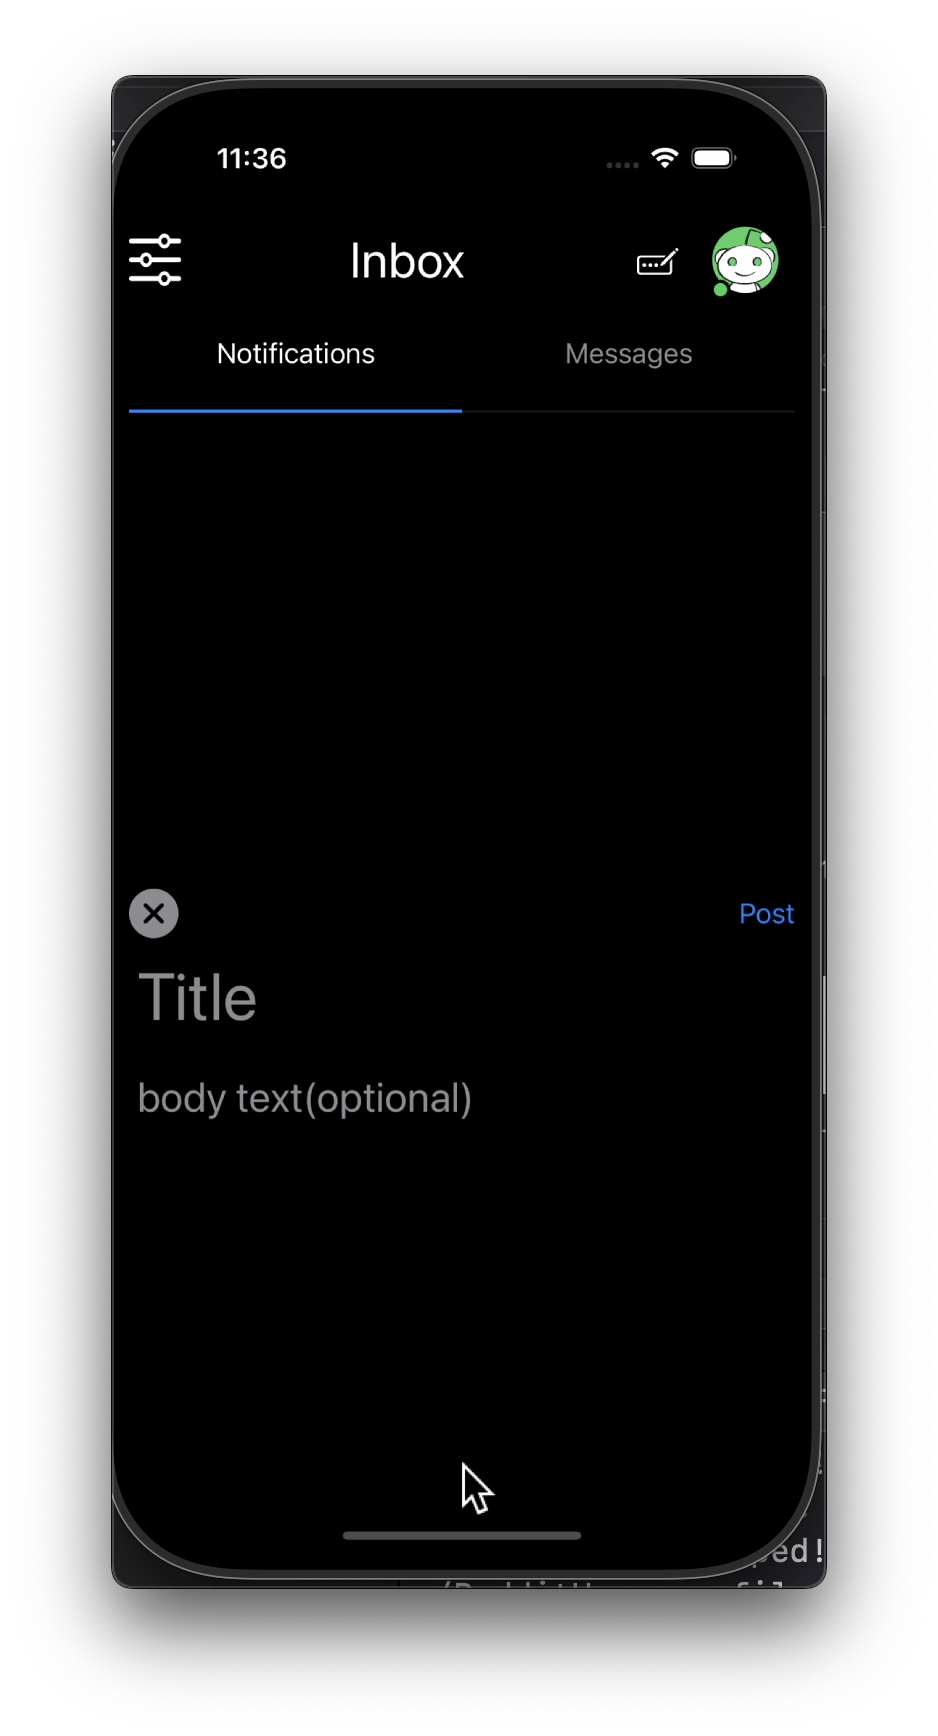 11:36
Inbox
Notifications Messages
Post
Title
body text(optional)